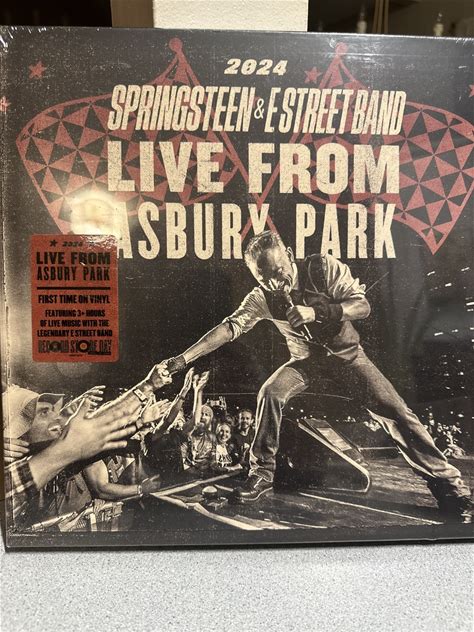 2024
SPRINGSTEEN & E STREET BAND
LIVE FROM
ASBURY PARK
★ 2024 ★
LIVE FROM
ASBURY PARK
FIRST TIME ON VINYL
FEATURING 3+ HOURS
OF LIVE MUSIC WITH THE
LEGENDARY E STREET BAND
RECORD STORE DAY